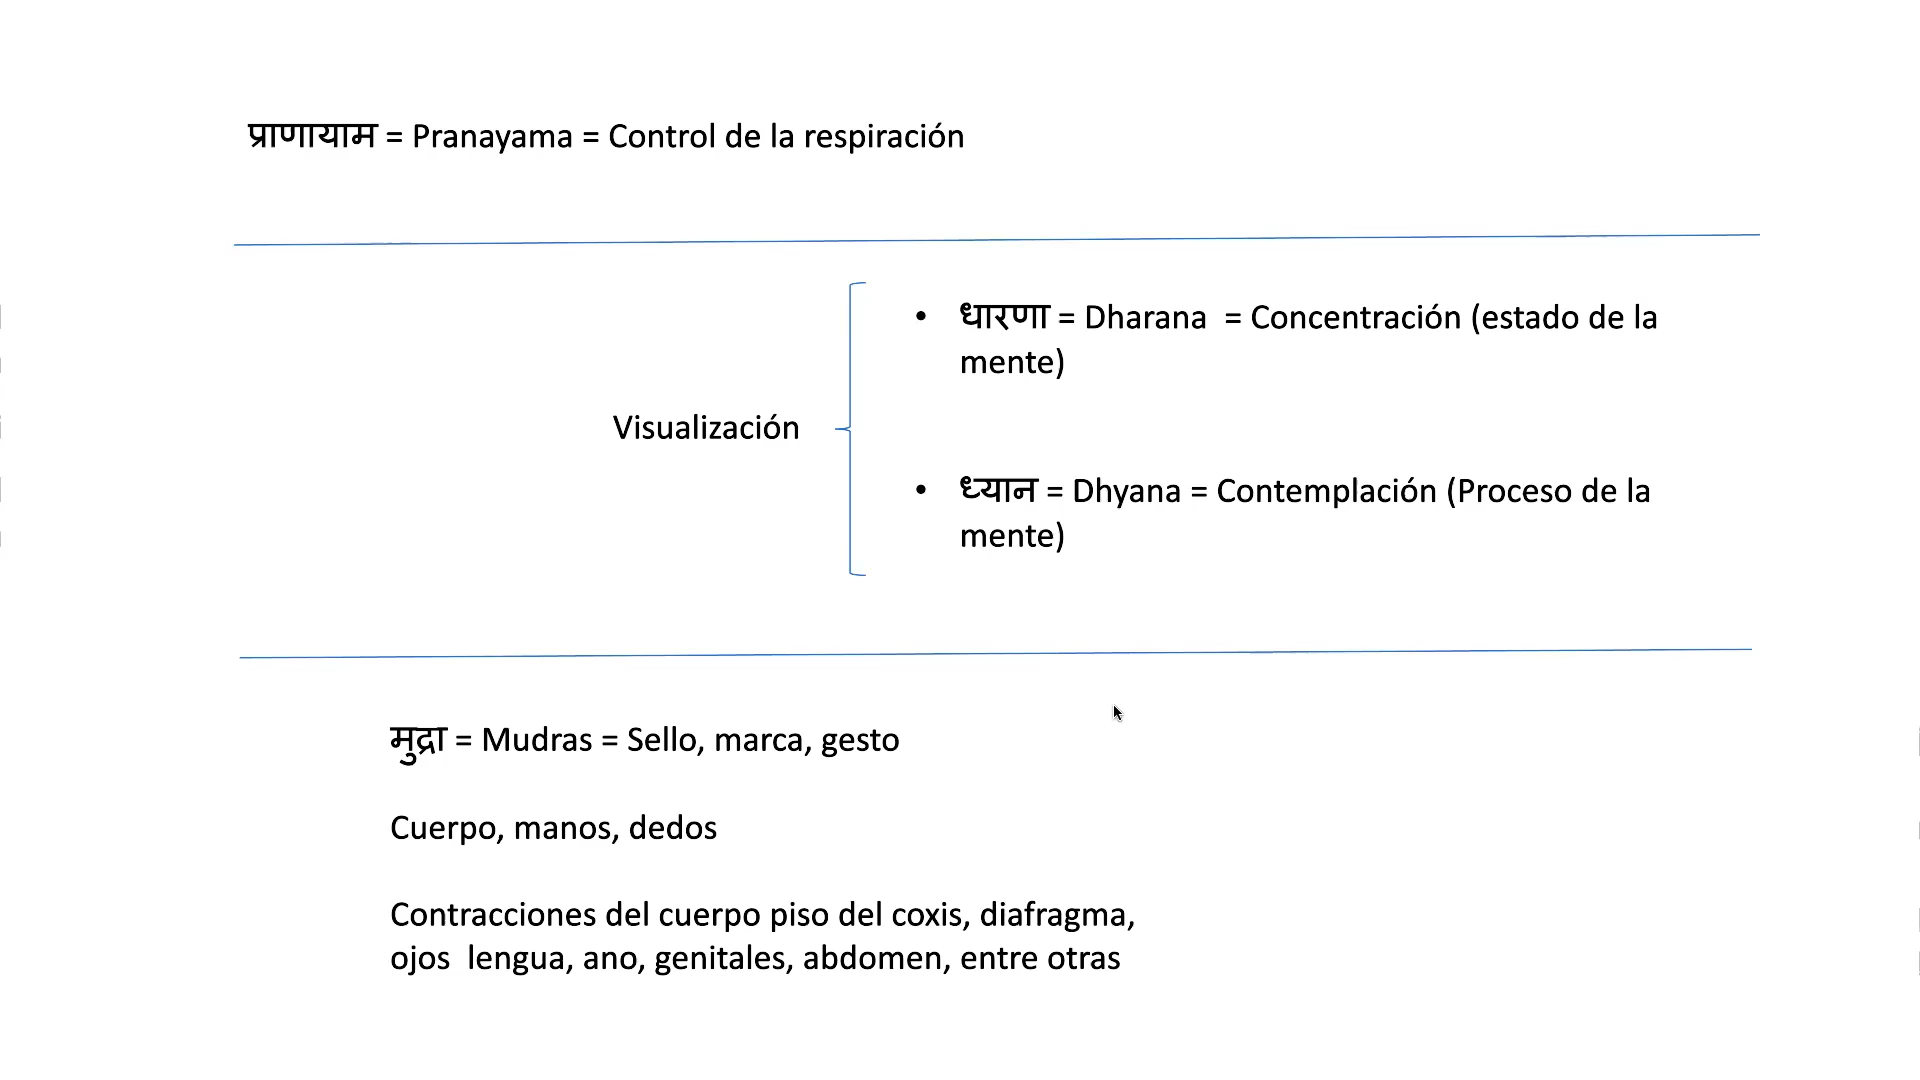 प्राणायाम = Pranayama = Control de la respiración
Visualización
• धारणा = Dharana  = Concentración (estado de la
mente)
• ध्यान = Dhyana = Contemplación (Proceso de la
mente)
मुद्रा = Mudras = Sello, marca, gesto
Cuerpo, manos, dedos
Contracciones del cuerpo piso del coxis, diafragma,
ojos  lengua, ano, genitales, abdomen, entre otras